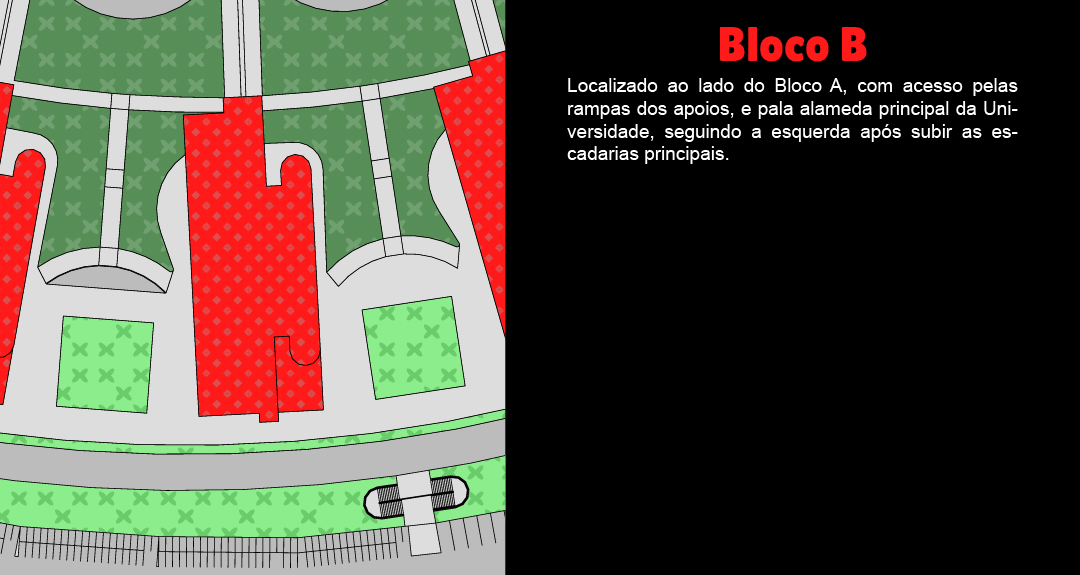 Bloco B
Localizado ao lado do Bloco A, com acesso pelas
rampas dos apoios, e pala alameda principal da Uni-
versidade, seguindo a esquerda após subir as es-
cadarias principais.